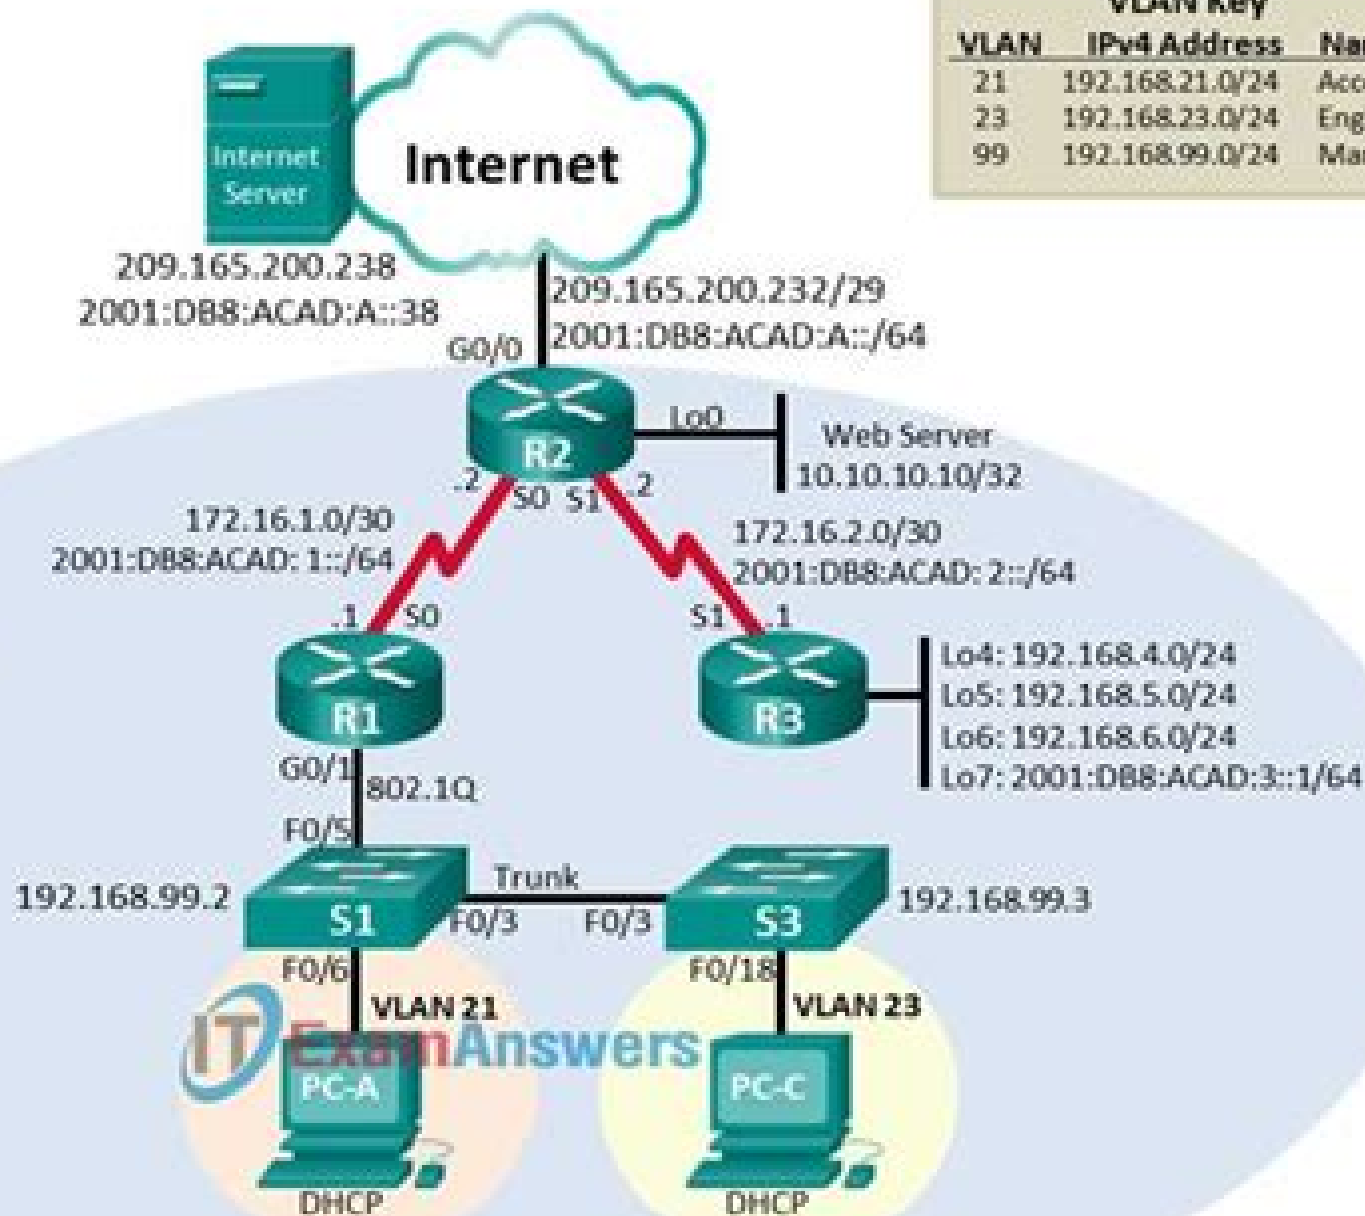 VLAN Key
VLAN IPv4 Address
21 192.168.21.0/24
23 192.168.23.0/24
99 192.168.99.0/24
Internet Server
Internet
209.165.200.238
2001:DB8:ACAD:A::38
209.165.200.232/29
2001:DB8:ACAD:A::/64
G0/0
R2
Lo0
Web Server
10.10.10.10/32
.2
S0
S1
.2
172.16.1.0/30
2001:DB8:ACAD: 1::/64
172.16.2.0/30
2001:DB8:ACAD: 2::/64
.1
S0
S1
.1
R1
R3
Lo4: 192.168.4.0/24
Lo5: 192.168.5.0/24
Lo6: 192.168.6.0/24
Lo7: 2001:DB8:ACAD:3::1/64
G0/1
802.1Q
F0/5
192.168.99.2
S1
Trunk
F0/3
F0/3
S3
192.168.99.3
F0/6
VLAN 21
F0/18
VLAN 23
IT ExamAnswers
PC-A
PC-C
DHCP
DHCP